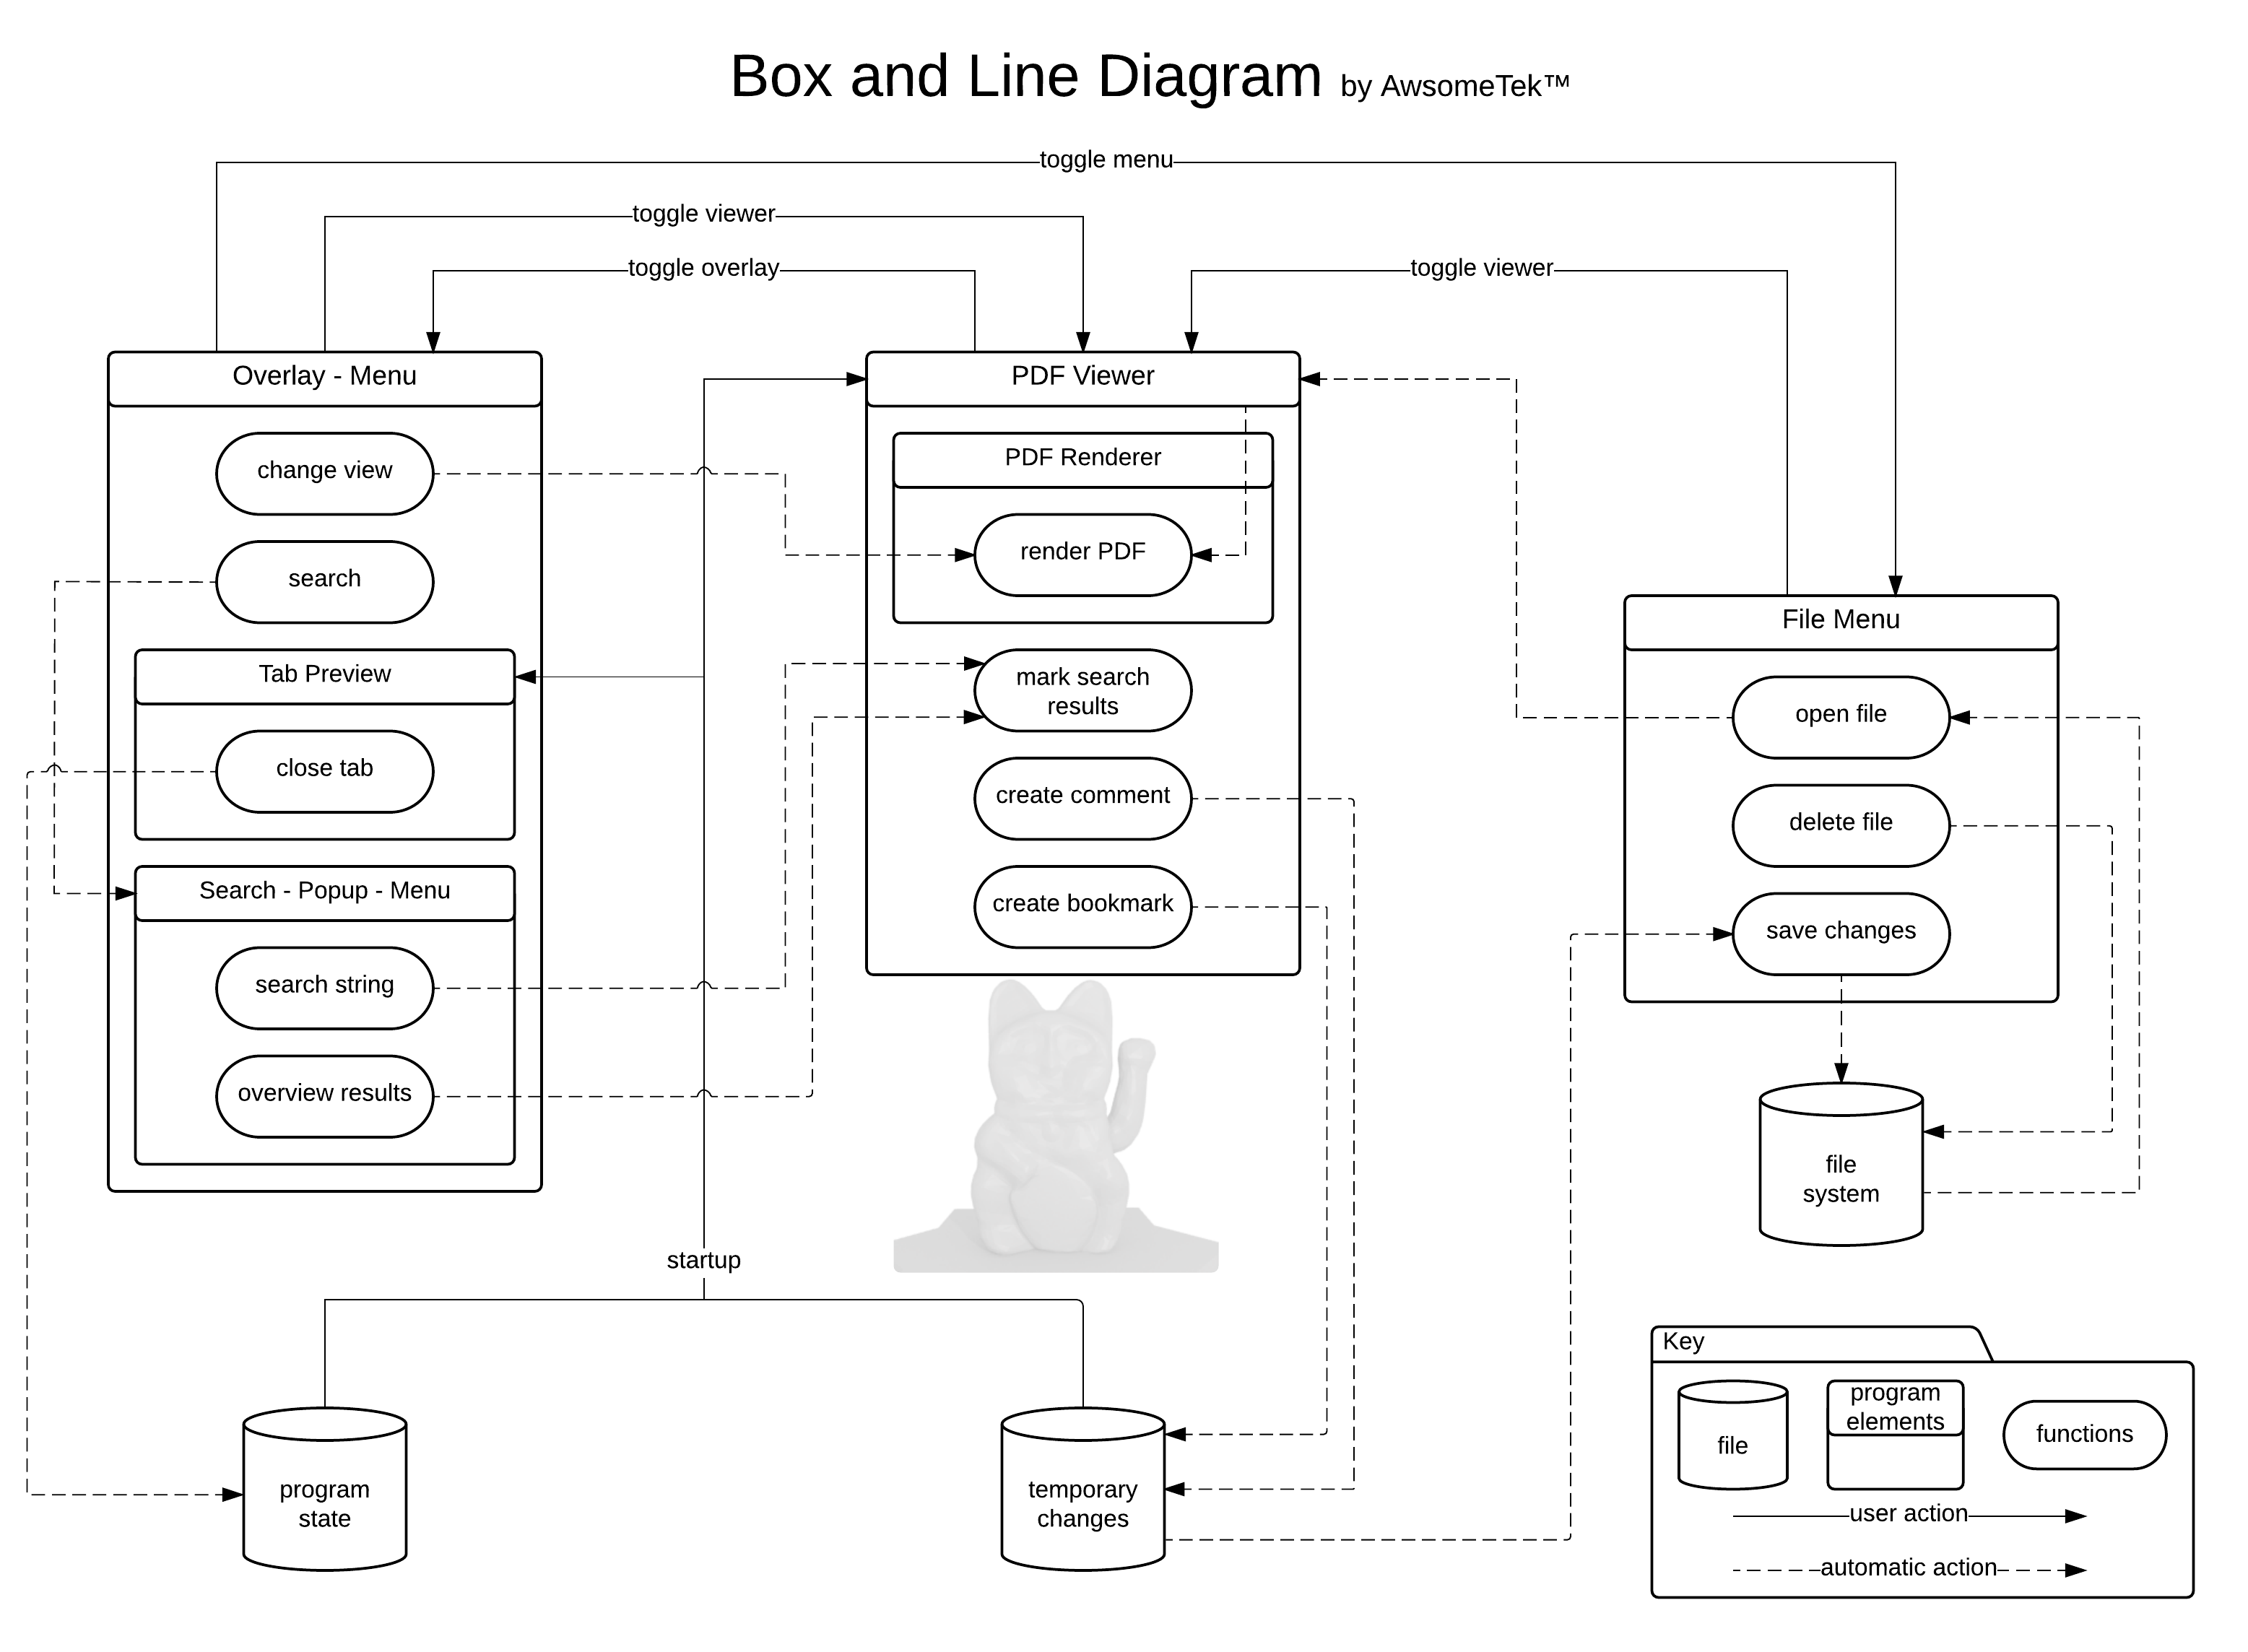 Box and Line Diagram by AwsomeTek™
toggle menu
toggle viewer
toggle overlay
toggle viewer
Overlay - Menu
change view
search
Tab Preview
close tab
Search - Popup - Menu
search string
overview results
PDF Viewer
PDF Renderer
render PDF
mark search
results
create comment
create bookmark
File Menu
open file
delete file
save changes
file
system
startup
program
state
temporary
changes
Key
file
program
elements
functions
user action
automatic action